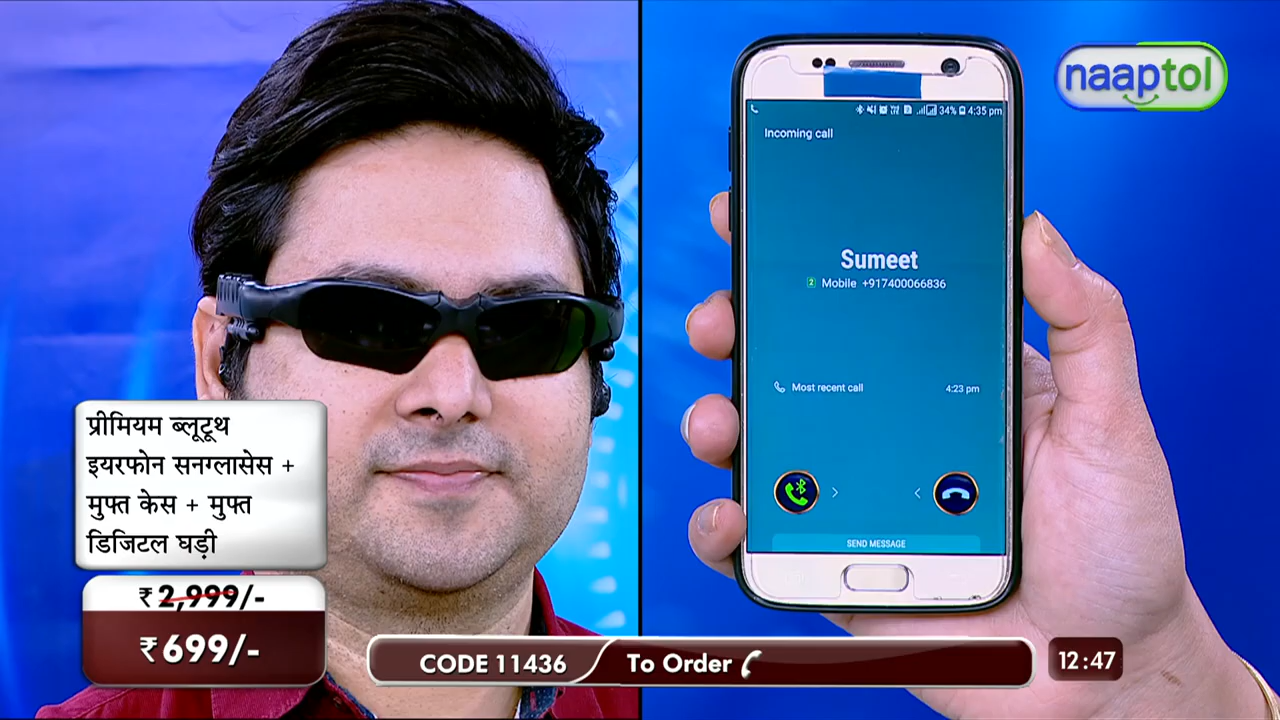 naaptol
34% 4:35 pm
Incoming call
Sumeet
2 Mobile +917400066836
Most recent call 4:23 pm
SEND MESSAGE
प्रीमियम ब्लूटूथ
इयरफोन सनग्लासेस +
मुफ्त केस + मुफ्त
डिजिटल घड़ी
₹2,999/-
₹699/-
CODE 11436 To Order
12:47